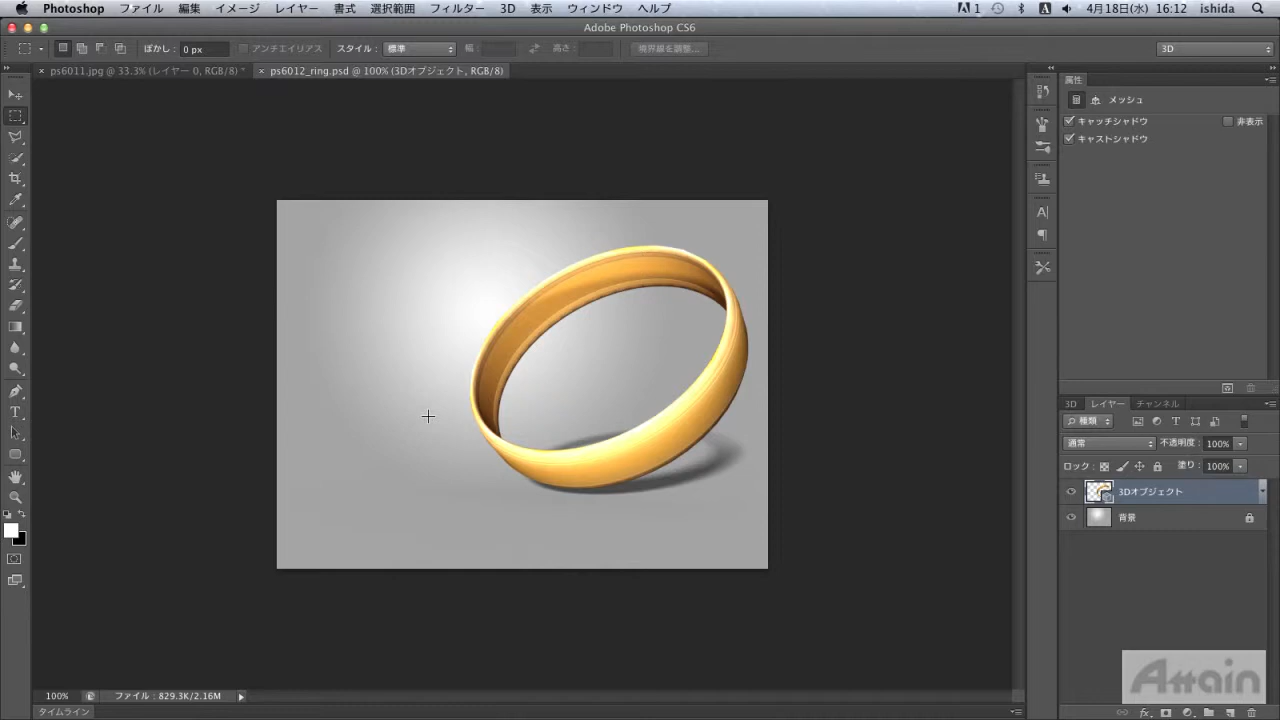 Photoshop ファイル 編集 イメージ レイヤー 書式 選択範囲 フィルター 3D 表示 ウィンドウ ヘルプ 1 A 4月18日(水) 16:12 ishida
Adobe Photoshop CS6
ぼかし: 0 px アンチエイリアス スタイル: 標準 幅: 高さ: 境界線を調整... 3D
× ps6011.jpg @ 33.3% (レイヤー 0, RGB/8) * × ps6012_ring.psd @ 100% (3Dオブジェクト, RGB/8)
属性
メッシュ
キャッチシャドウ 非表示
キャストシャドウ
3D レイヤー チャンネル
種類
通常 不透明度: 100%
ロック: 塗り: 100%
3Dオブジェクト
背景
100% ファイル : 829.3K/2.16M
タイムライン
Attain